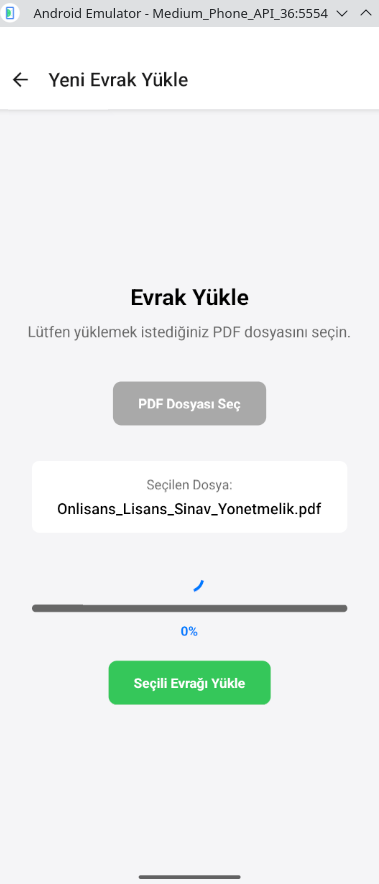 Android Emulator - Medium_Phone_API_36:5554
Yeni Evrak Yükle
Evrak Yükle
Lütfen yüklemek istediğiniz PDF dosyasını seçin.
PDF Dosyası Seç
Seçilen Dosya:
Onlisans_Lisans_Sinav_Yonetmelik.pdf
0%
Seçili Evrağı Yükle